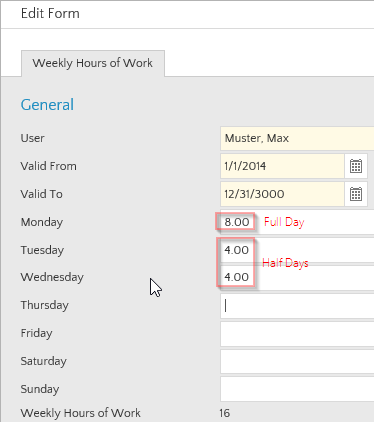 Edit Form
Weekly Hours of Work
General
User Muster, Max
Valid From 1/1/2014
Valid To 12/31/3000
Monday 8.00 Full Day
Tuesday 4.00
Half Days
Wednesday 4.00
Thursday
Friday
Saturday
Sunday
Weekly Hours of Work 16